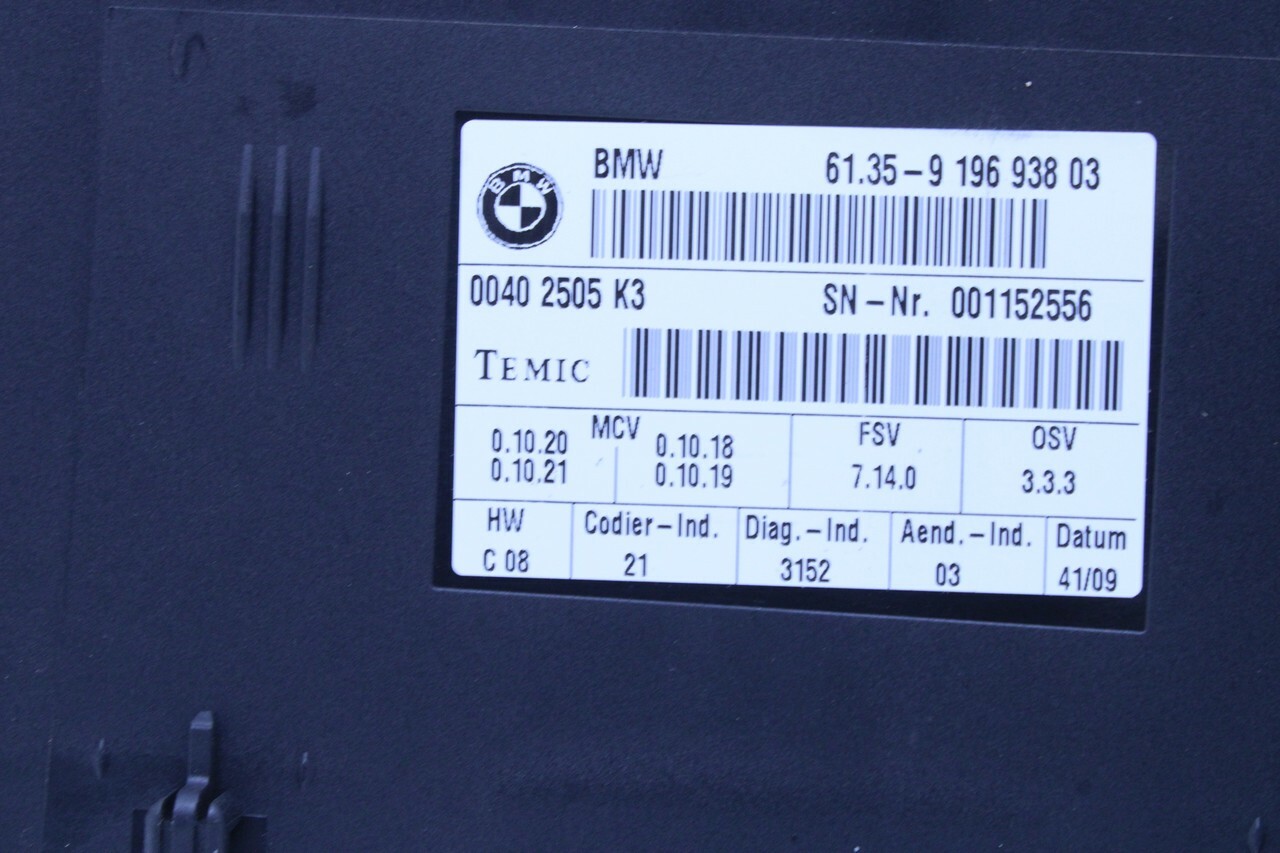 BMW
BMW 61.35-9 196 938 03
0040 2505 K3 SN-Nr. 001152556
TEMIC
MCV FSV OSV
0.10.20 0.10.18
0.10.21 0.10.19 7.14.0 3.3.3
HW Codier-Ind. Diag.-Ind. Aend.-Ind. Datum
C 08 21 3152 03 41/09